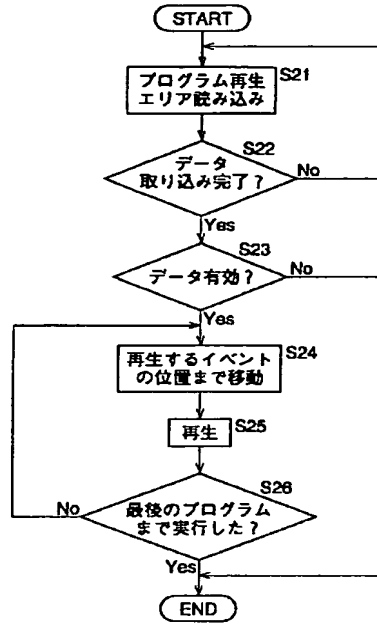 START
S21
プログラム再生
エリア読み込み
S22
データ
取り込み完了?
No
Yes
S23
データ有効?
No
Yes
S24
再生するイベント
の位置まで移動
S25
再生
S26
最後のプログラム
まで実行した?
No
Yes
END